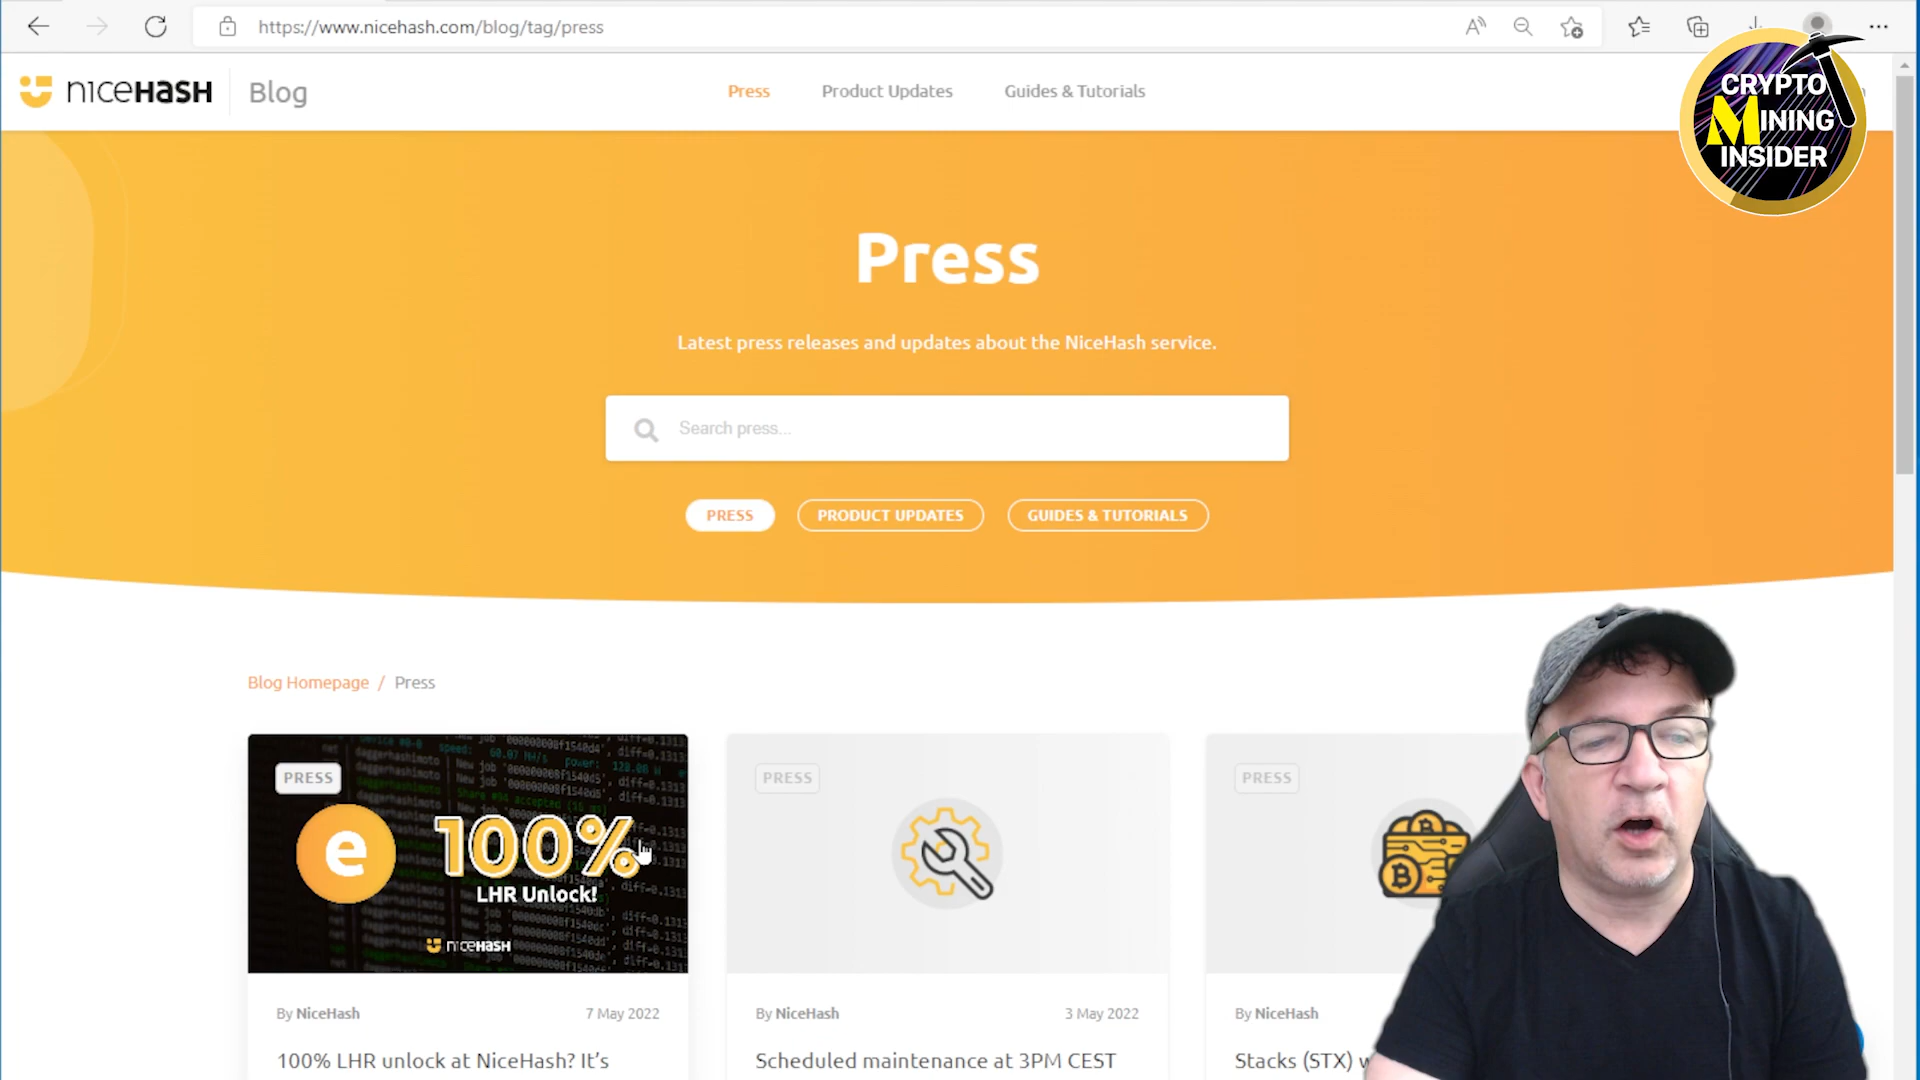 https://www.nicehash.com/blog/tag/press
NICEHASH
Blog
Press
Product Updates
Guides & Tutorials
CRYPTO
MINING
INSIDER
Press
Latest press releases and updates about the NiceHash service.
Search press...
PRESS
PRODUCT UPDATES
GUIDES & TUTORIALS
Blog Homepage / Press
PRESS
e
100%
LHR Unlock!
NICEHASH
By NiceHash
7 May 2022
100% LHR unlock at NiceHash? It's
PRESS
By NiceHash
3 May 2022
Scheduled maintenance at 3PM CEST
PRESS
By NiceHash
Stacks (STX)